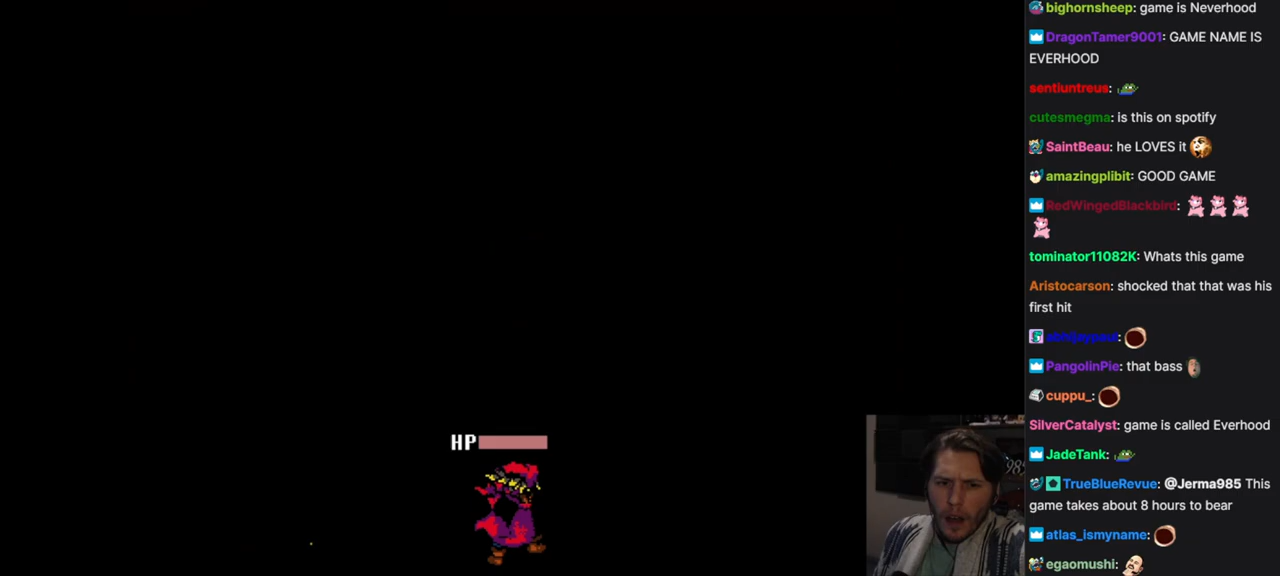 bighornsheep: game is Neverhood
DragonTamer9001: GAME NAME IS
EVERHOOD
sentiuntreus:
cutesmegma: is this on spotify
SaintBeau: he LOVES it
amazingplibit: GOOD GAME
RedWingedBlackbird:
tominator11082K: Whats this game
Aristocarson: shocked that that was his
first hit
PangolinPie: that bass
cuppu_:
SilverCatalyst: game is called Everhood
JadeTank:
TrueBlueRevue: @Jerma985 This
game takes about 8 hours to bear
atlas_ismyname:
egaomushi:
HP